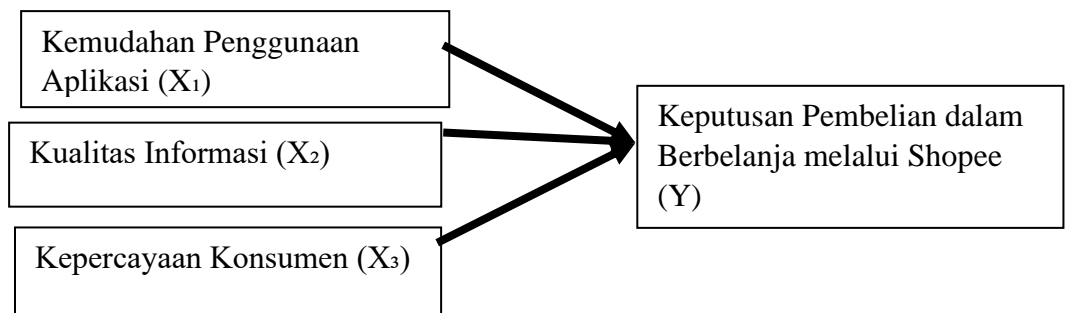 Kemudahan Penggunaan
Aplikasi (X₁)
Kualitas Informasi (X₂)
Kepercayaan Konsumen (X₃)
Keputusan Pembelian dalam
Berbelanja melalui Shopee
(Y)